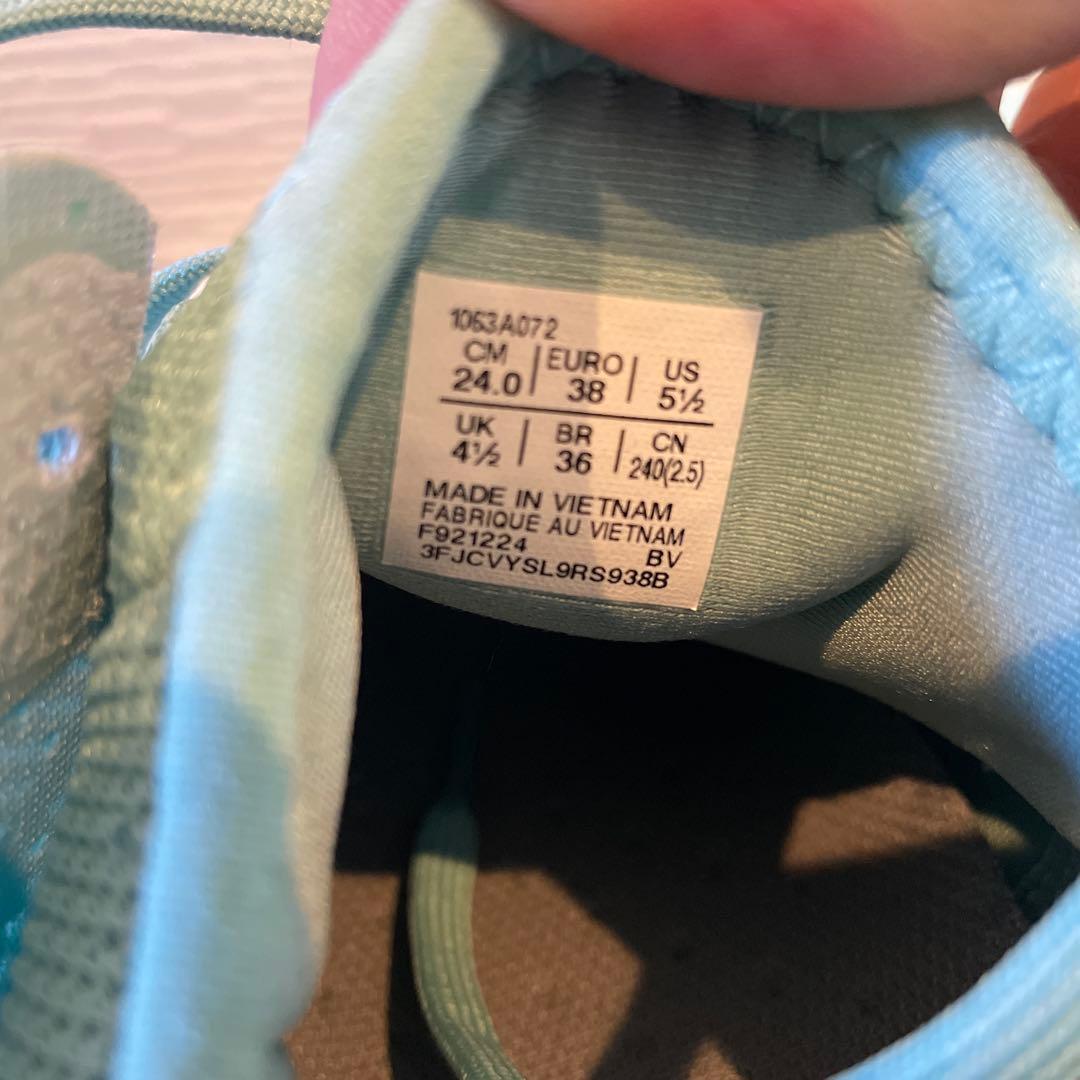 1063A072
CM 24.0 | EURO 38 | US 5½
UK 4½ | BR 36 | CN 240(2.5)
MADE IN VIETNAM
FABRIQUE AU VIETNAM
F921224 BV
3FJCVYSL9RS938B